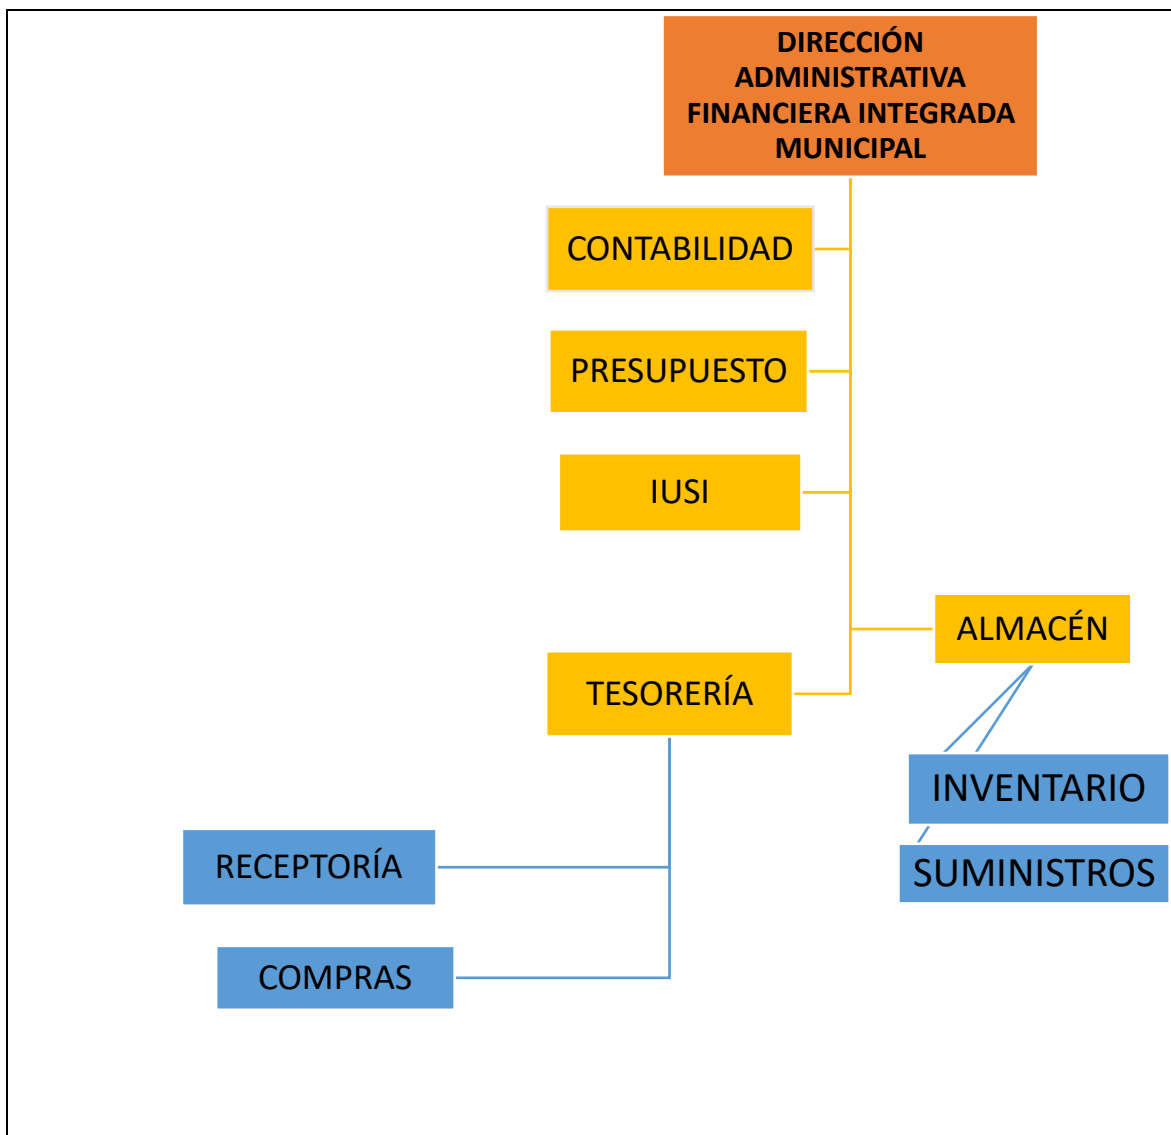 DIRECCIÓN
ADMINISTRATIVA
FINANCIERA INTEGRADA
MUNICIPAL
CONTABILIDAD
PRESUPUESTO
IUSI
ALMACÉN
TESORERÍA
INVENTARIO
RECEPTORÍA
SUMINISTROS
COMPRAS